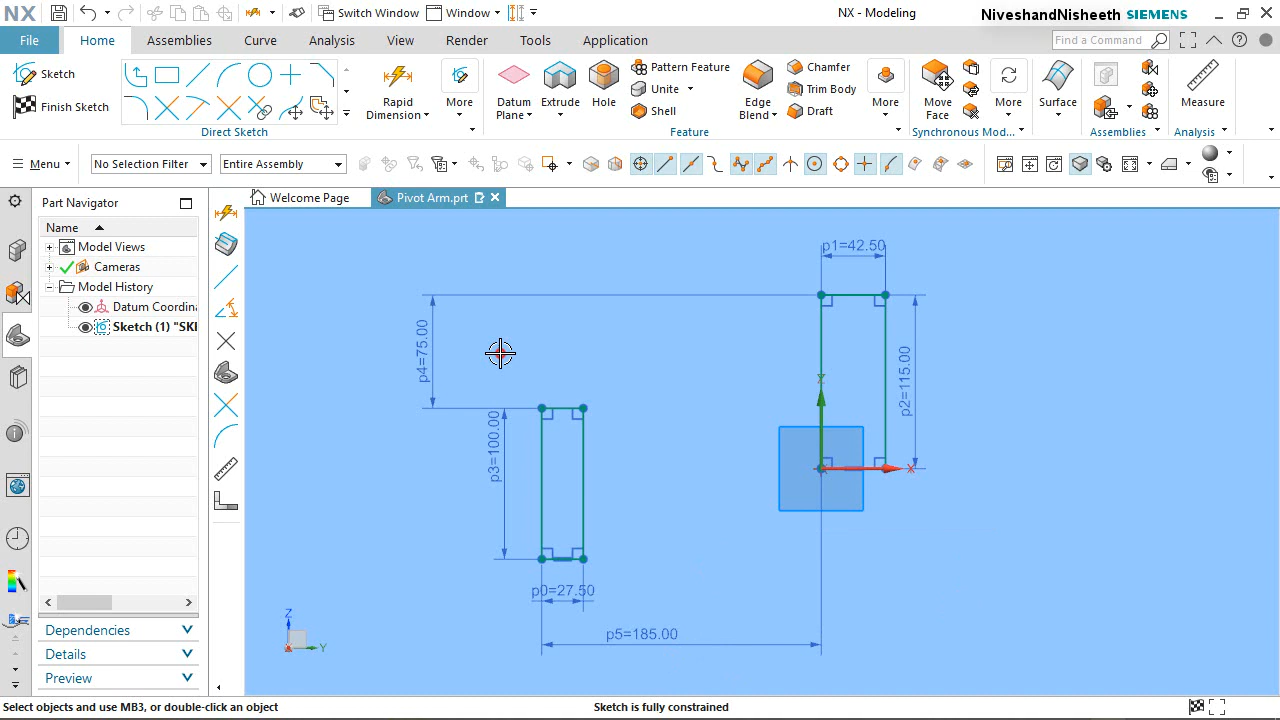 NX
Switch Window
Window
NX - Modeling
NiveshandNisheeth SIEMENS
File
Home
Assemblies
Curve
Analysis
View
Render
Tools
Application
Find a Command
Sketch
Finish Sketch
Direct Sketch
Rapid
Dimension
More
Datum
Plane
Extrude
Hole
Pattern Feature
Unite
Shell
Edge
Blend
Chamfer
Trim Body
Draft
More
Feature
Move
Face
More
Synchronous Mod...
Surface
Assemblies
Measure
Analysis
Menu
No Selection Filter
Entire Assembly
Part Navigator
Welcome Page
Pivot Arm.prt
Name
Model Views
Cameras
Model History
Datum Coordina
Sketch (1) "SKI
Dependencies
Details
Preview
p1=42.50
p4=75.00
p2=115.00
p3=100.00
p0=27.50
p5=185.00
Z
X
Z
Y
Select objects and use MB3, or double-click an object
Sketch is fully constrained